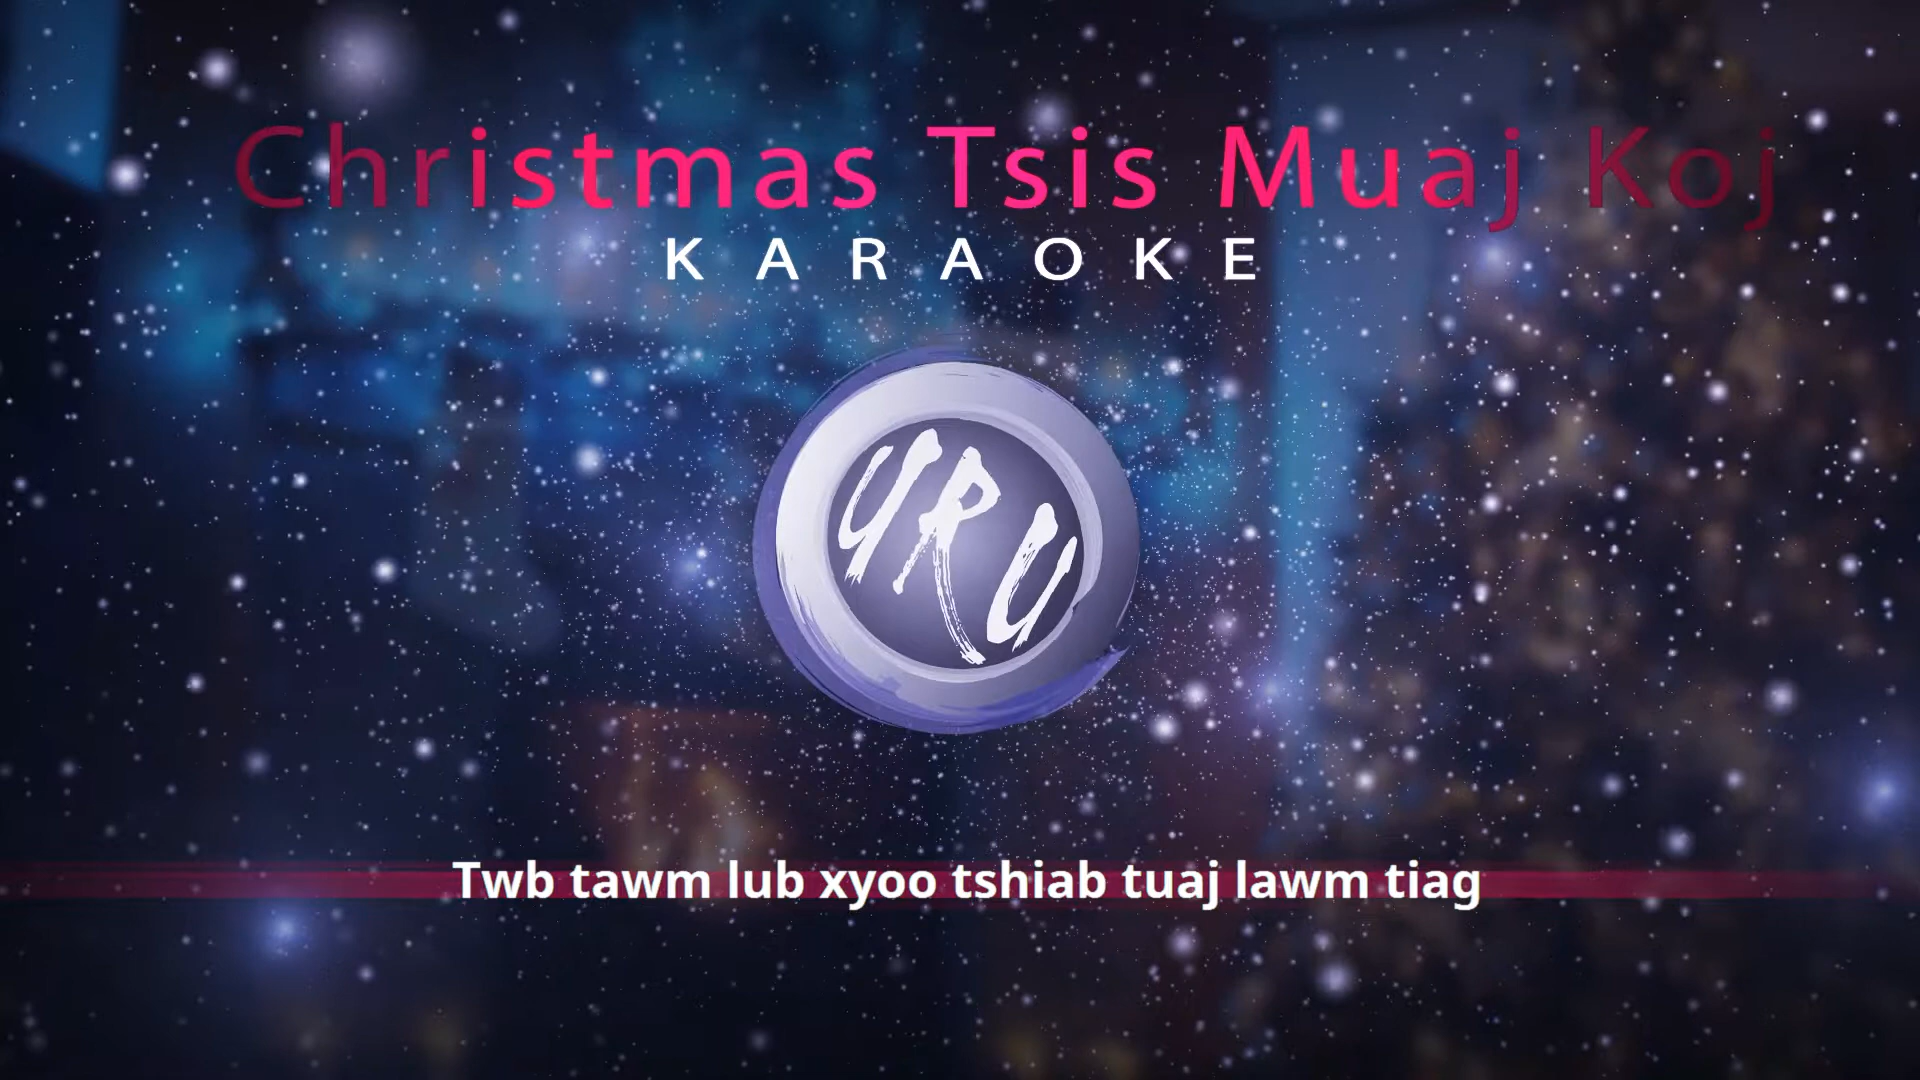 Christmas Tsis Muaj Koj
KARAOKE
URU
Twb tawm lub xyoo tshiab tuaj lawm tiag